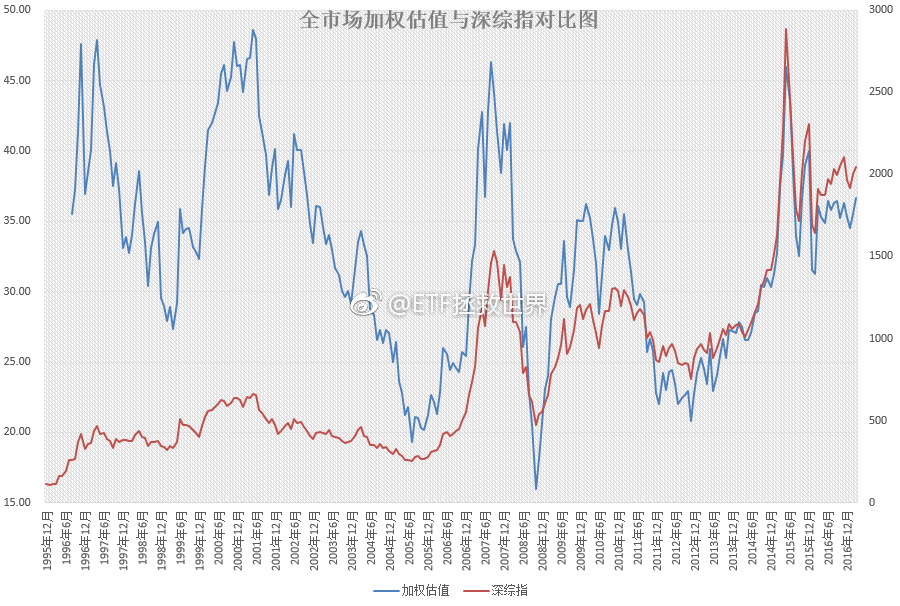 全市场加权估值与深综指对比图
50.00
45.00
40.00
35.00
30.00
25.00
20.00
15.00
3000
2500
2000
1500
1000
500
0
@ETF拯救世界
1995年12月
1996年6月
1996年12月
1997年6月
1997年12月
1998年6月
1998年12月
1999年6月
1999年12月
2000年6月
2000年12月
2001年6月
2001年12月
2002年6月
2002年12月
2003年6月
2003年12月
2004年6月
2004年12月
2005年6月
2005年12月
2006年6月
2006年12月
2007年6月
2007年12月
2008年6月
2008年12月
2009年6月
2009年12月
2010年6月
2010年12月
2011年6月
2011年12月
2012年6月
2012年12月
2013年6月
2013年12月
2014年6月
2014年12月
2015年6月
2015年12月
2016年6月
2016年12月
加权估值
深综指